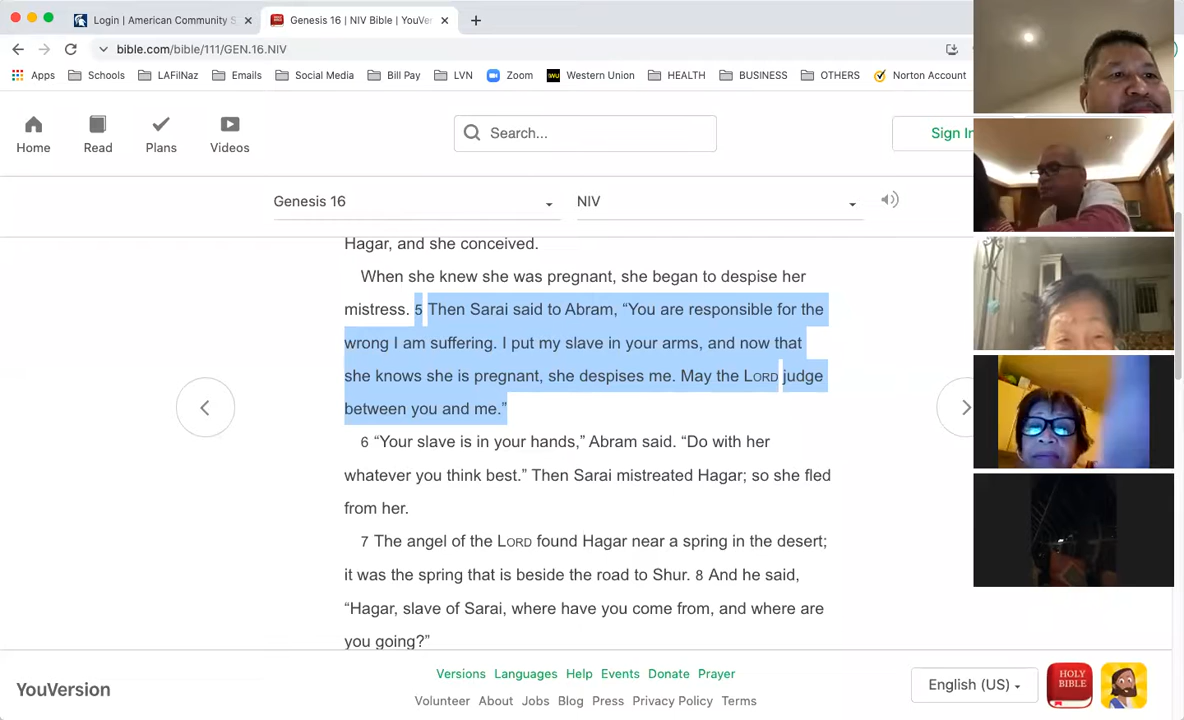 Login | American Community S
Genesis 16 | NIV Bible | YouVe
bible.com/bible/111/GEN.16.NIV
Apps Schools LAFilNaz Emails Social Media Bill Pay LVN Zoom WU Western Union HEALTH BUSINESS OTHERS Norton Account
Home Read Plans Videos
Search...
Sign In
Genesis 16
NIV
Hagar, and she conceived.
When she knew she was pregnant, she began to despise her
mistress. 5 Then Sarai said to Abram, “You are responsible for the
wrong I am suffering. I put my slave in your arms, and now that
she knows she is pregnant, she despises me. May the LORD judge
between you and me.”
6 “Your slave is in your hands,” Abram said. “Do with her
whatever you think best.” Then Sarai mistreated Hagar; so she fled
from her.
7 The angel of the LORD found Hagar near a spring in the desert;
it was the spring that is beside the road to Shur. 8 And he said,
“Hagar, slave of Sarai, where have you come from, and where are
you going?”
YouVersion
Versions Languages Help Events Donate Prayer
Volunteer About Jobs Blog Press Privacy Policy Terms
English (US)
HOLY
BIBLE